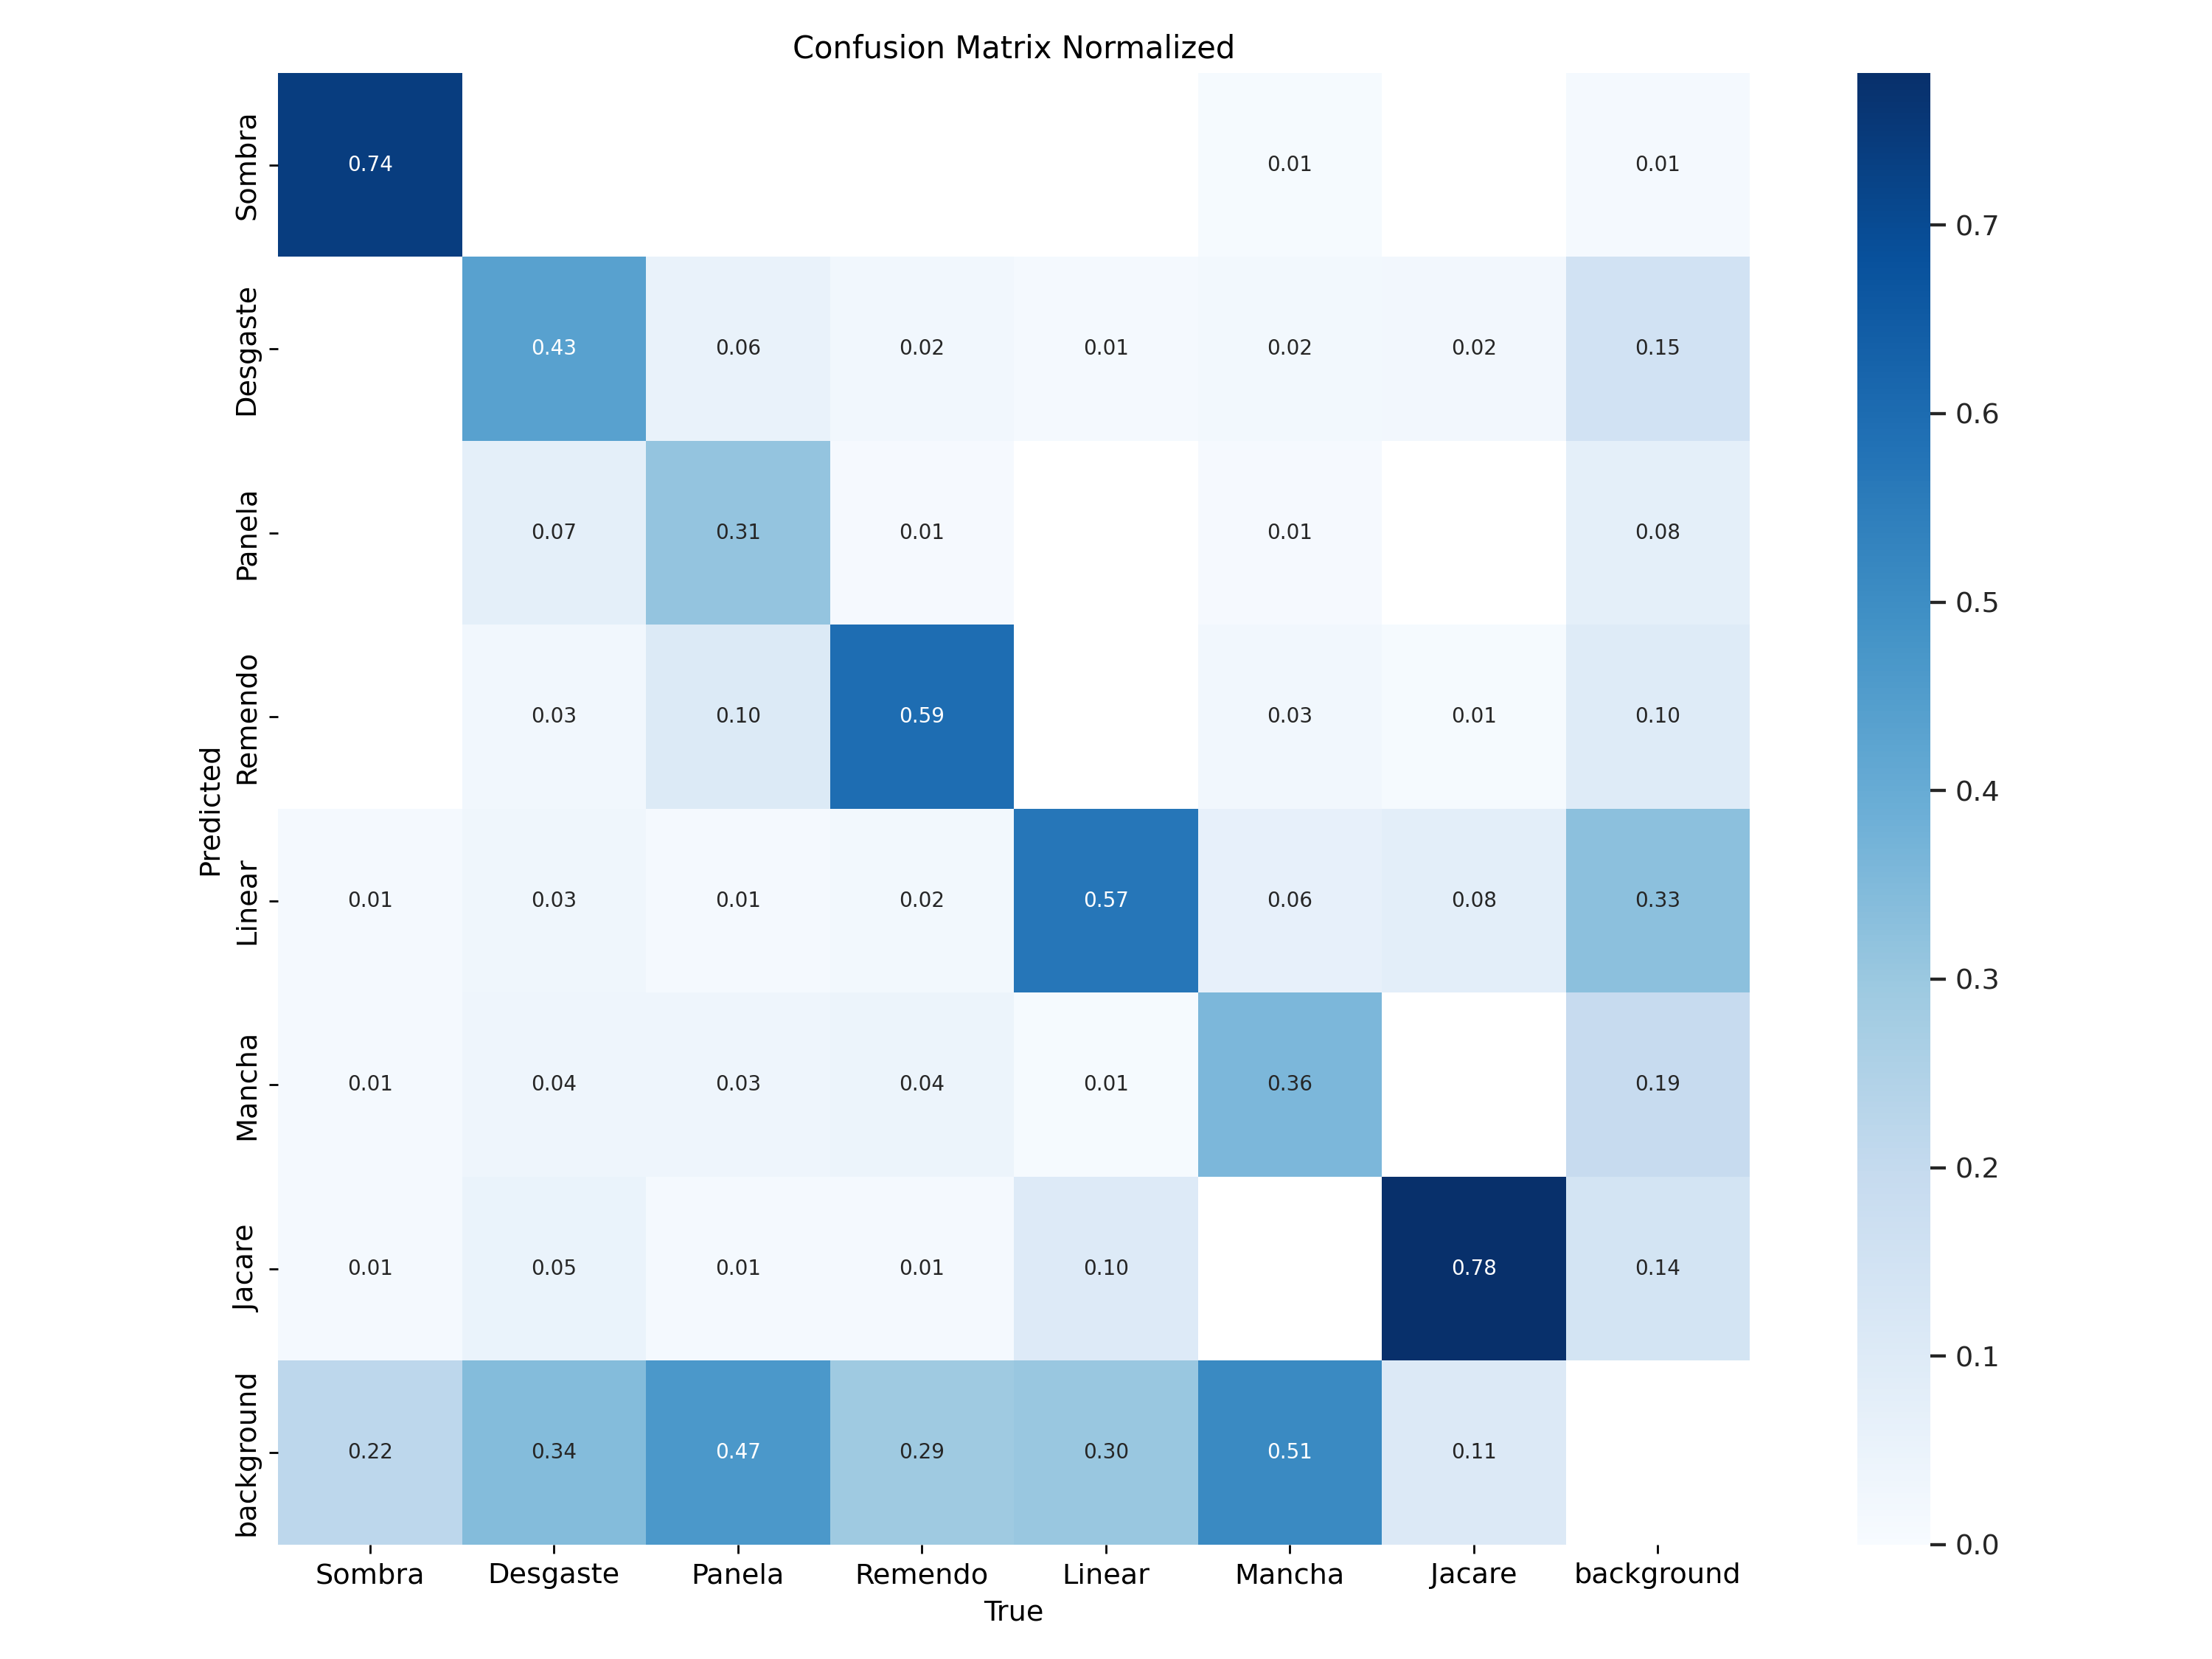 Confusion Matrix Normalized
Sombra 0.74 0.01 0.01
Desgaste 0.43 0.06 0.02 0.01 0.02 0.02 0.15
Panela 0.07 0.31 0.01 0.01 0.08
Remendo 0.03 0.10 0.59 0.03 0.01 0.10
Linear 0.01 0.03 0.01 0.02 0.57 0.06 0.08 0.33
Mancha 0.01 0.04 0.03 0.04 0.01 0.36 0.19
Jacare 0.01 0.05 0.01 0.01 0.10 0.78 0.14
background 0.22 0.34 0.47 0.29 0.30 0.51 0.11
Predicted
Sombra Desgaste Panela Remendo Linear Mancha Jacare background
True
0.7
0.6
0.5
0.4
0.3
0.2
0.1
0.0